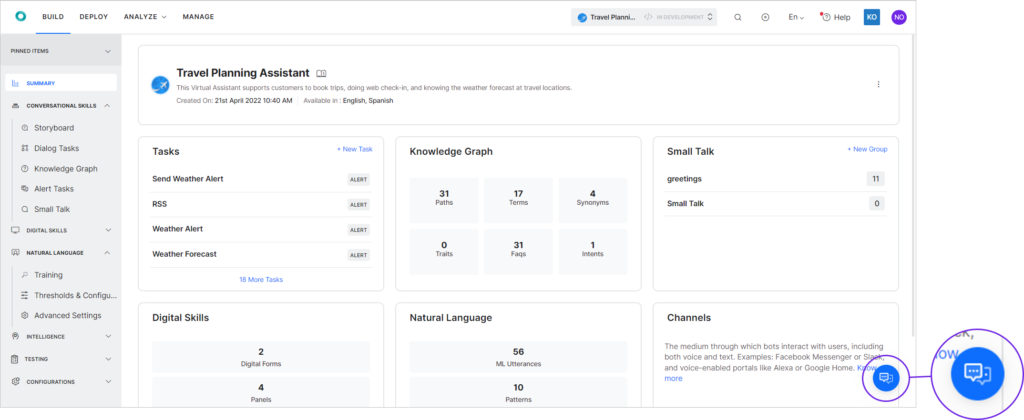 BUILD DEPLOY ANALYZE MANAGE
Travel Planni... IN DEVELOPMENT
En Help KO NO
PINNED ITEMS
SUMMARY
CONVERSATIONAL SKILLS
Storyboard
Dialog Tasks
Knowledge Graph
Alert Tasks
Small Talk
DIGITAL SKILLS
NATURAL LANGUAGE
Training
Thresholds & Configu...
Advanced Settings
INTELLIGENCE
TESTING
CONFIGURATIONS
Travel Planning Assistant
This Virtual Assistant supports customers to book trips, doing web check-in, and knowing the weather forecast at travel locations.
Created On: 21st April 2022 10:40 AM Available in : English, Spanish
Tasks
+ New Task
Send Weather Alert ALERT
RSS ALERT
Weather Alert ALERT
Weather Forecast ALERT
18 More Tasks
Knowledge Graph
31 17 4
Paths Terms Synonyms
0 31 1
Traits Faqs Intents
Small Talk
+ New Group
greetings 11
Small Talk 0
Digital Skills
2
Digital Forms
4
Panels
Natural Language
56
ML Utterances
10
Patterns
Channels
The medium through which bots interact with users, including
both voice and text. Examples: Facebook Messenger or Slack,
and voice-enabled portals like Alexa or Google Home. Know
more